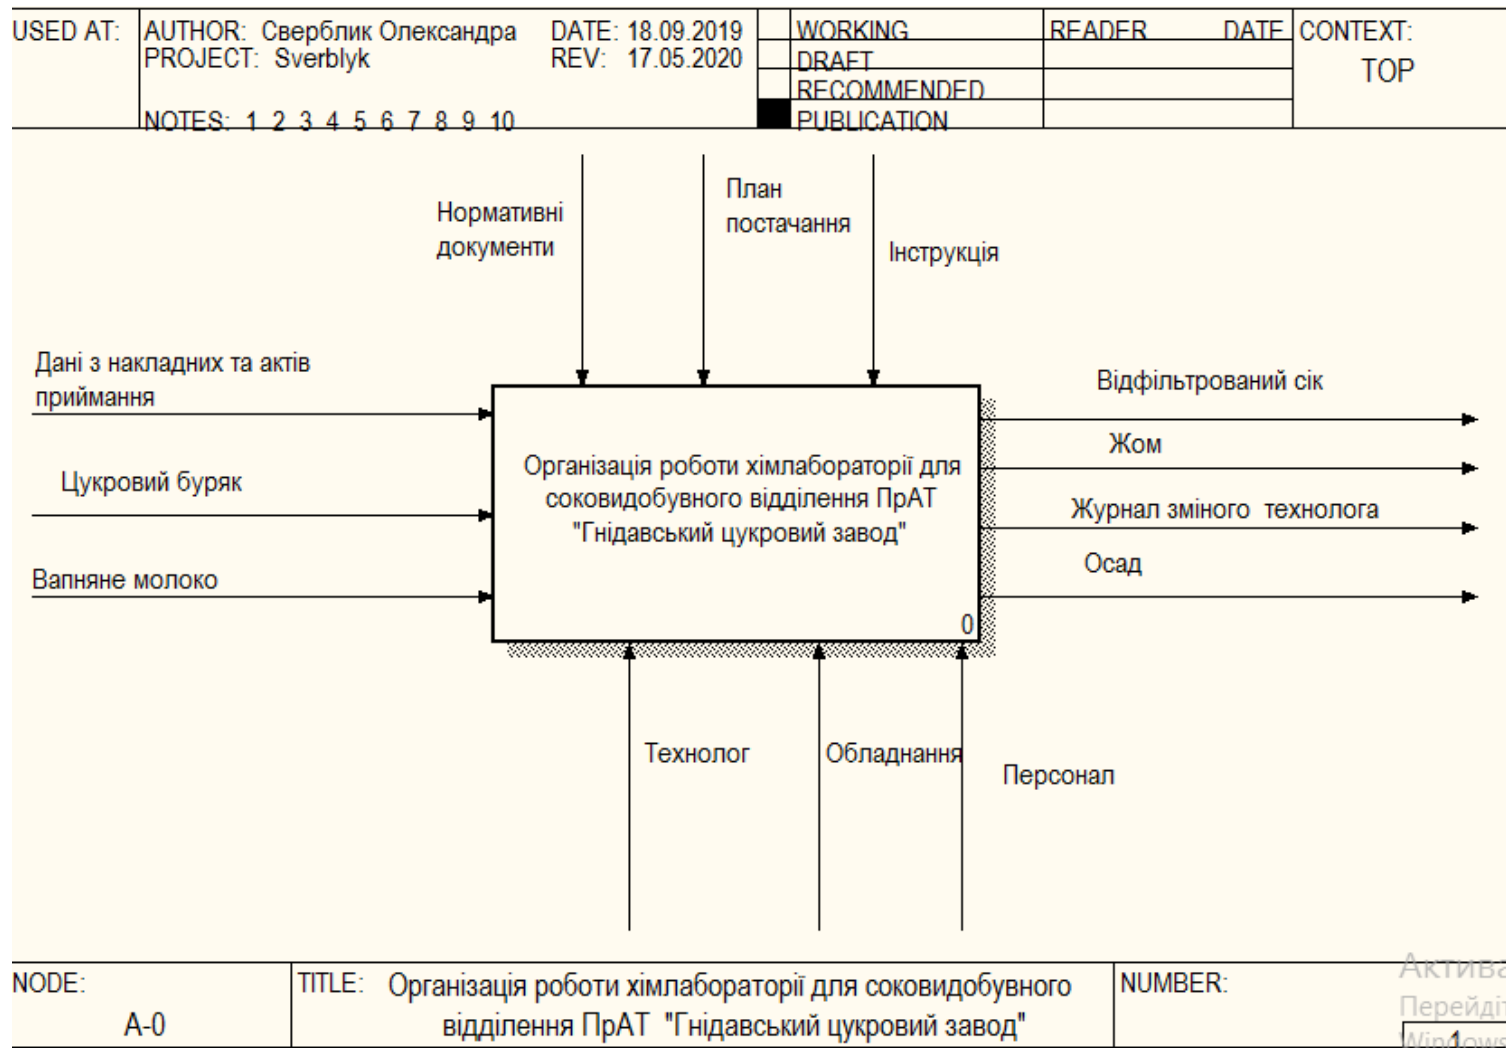 USED AT:
AUTHOR: Сверблик Олександра
DATE: 18.09.2019
PROJECT: Sverblyk
REV: 17.05.2020
NOTES: 1 2 3 4 5 6 7 8 9 10
WORKING
DRAFT
RECOMMENDED
PUBLICATION
READER DATE
CONTEXT:
TOP
Нормативні
документи
План
постачання
Інструкція
Дані з накладних та актів
приймання
Цукровий буряк
Вапняне молоко
Організація роботи хімлабораторії для
соковидобувного відділення ПрАТ
"Гнідавський цукровий завод"
0
Відфільтрований сік
Жом
Журнал зміного технолога
Осад
Технолог
Обладнання
Персонал
NODE:
A-0
TITLE: Організація роботи хімлабораторії для соковидобувного
відділення ПрАТ "Гнідавський цукровий завод"
NUMBER:
1
Актива
Перейдіт
Windows